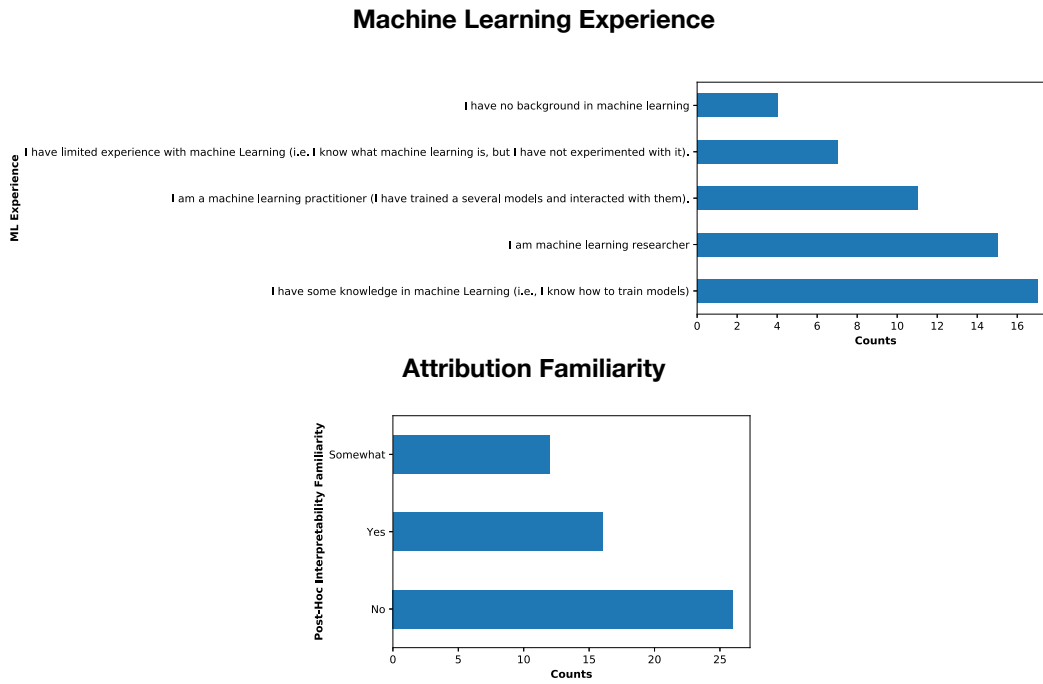 Machine Learning Experience
I have no background in machine learning
I have limited experience with machine Learning (i.e. I know what machine learning is, but I have not experimented with it).
I am a machine learning practitioner (I have trained a several models and interacted with them).
I am machine learning researcher
I have some knowledge in machine Learning (i.e., I know how to train models)
ML Experience
0 2 4 6 8 10 12 14 16
Counts
Attribution Familiarity
Somewhat
Yes
No
Post-Hoc Interpretability Familiarity
0 5 10 15 20 25
Counts